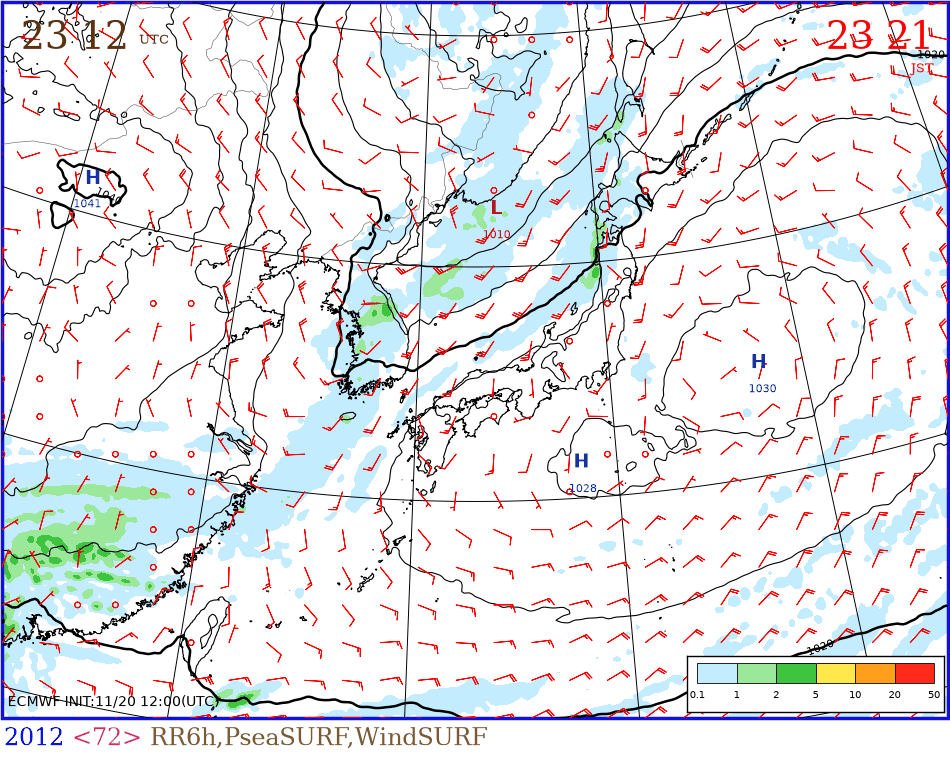 23 12 UTC
23 21
1020
JST
H
1041
L
1010
H
1030
H
1028
1020
0.1 1 2 5 10 20 50
ECMWF INIT:11/20 12:00(UTC)
2012 <72> RR6h,PseaSURF,WindSURF